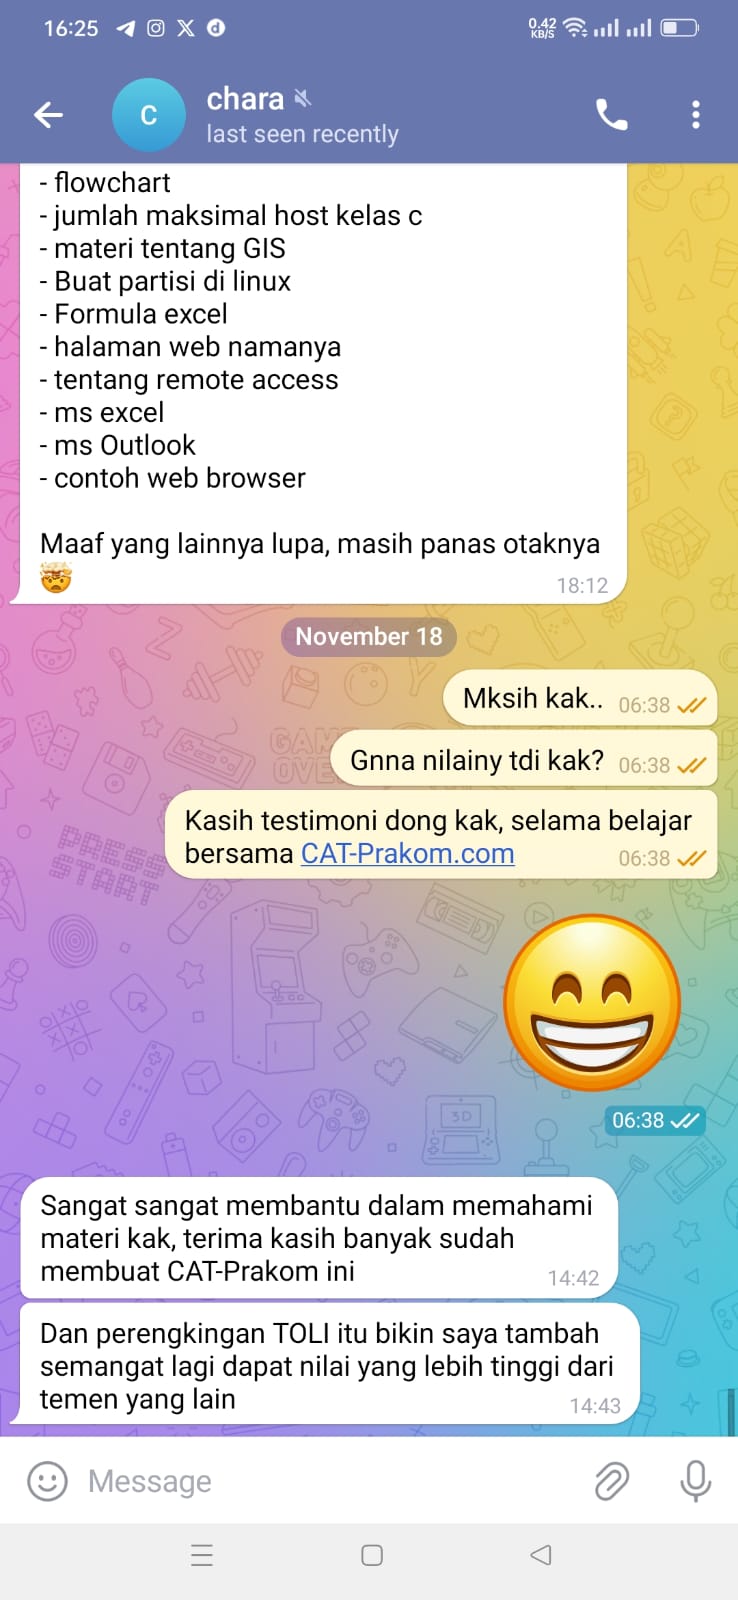 16:25
0.42
KB/S
C
chara
last seen recently
- flowchart
- jumlah maksimal host kelas c
- materi tentang GIS
- Buat partisi di linux
- Formula excel
- halaman web namanya
- tentang remote access
- ms excel
- ms Outlook
- contoh web browser
Maaf yang lainnya lupa, masih panas otaknya
🤯
18:12
November 18
Mksih kak.. 06:38
Gnna nilainy tdi kak? 06:38
Kasih testimoni dong kak, selama belajar
bersama CAT-Prakom.com 06:38
06:38
Sangat sangat membantu dalam memahami
materi kak, terima kasih banyak sudah
membuat CAT-Prakom ini 14:42
Dan perengkingan TOLI itu bikin saya tambah
semangat lagi dapat nilai yang lebih tinggi dari
temen yang lain 14:43
Message
GAME
OVER
PRESS
START
3D